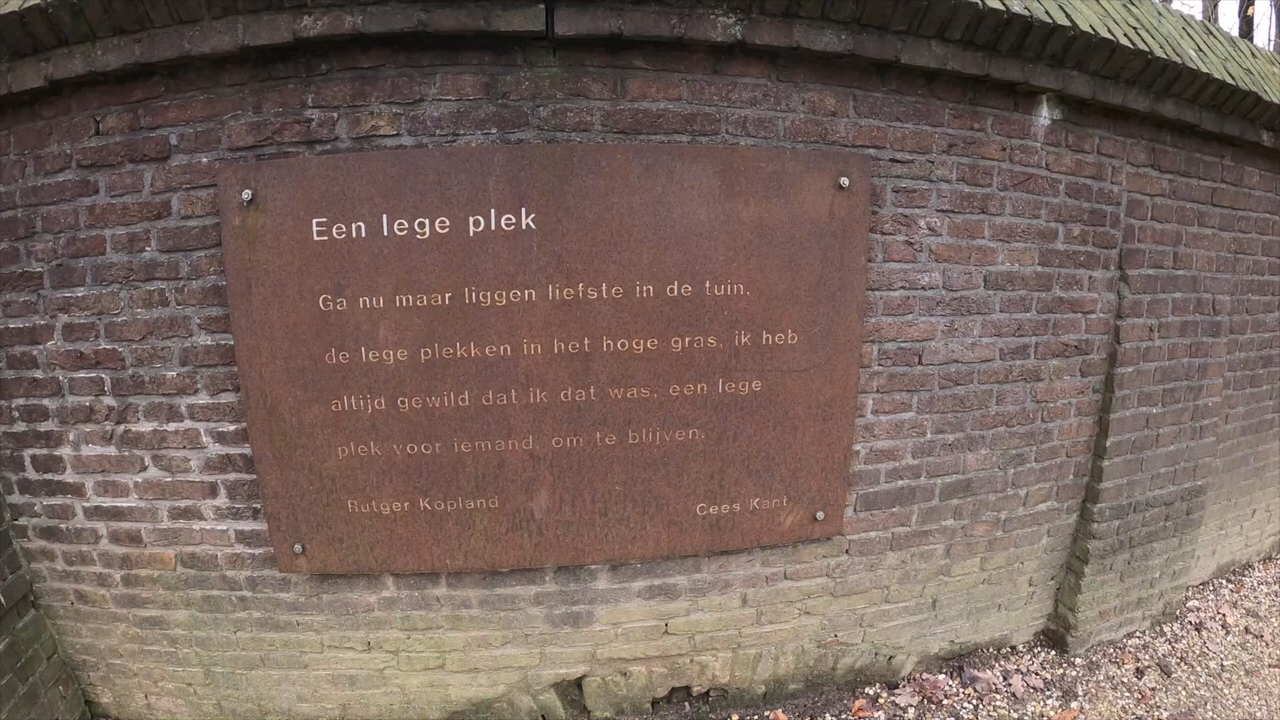 Een lege plek
Ga nu maar liggen liefste in de tuin,
de lege plekken in het hoge gras, ik heb
altijd gewild dat ik dat was, een lege
plek voor iemand, om te blijven.
Rutger Kopland
Cees Kant